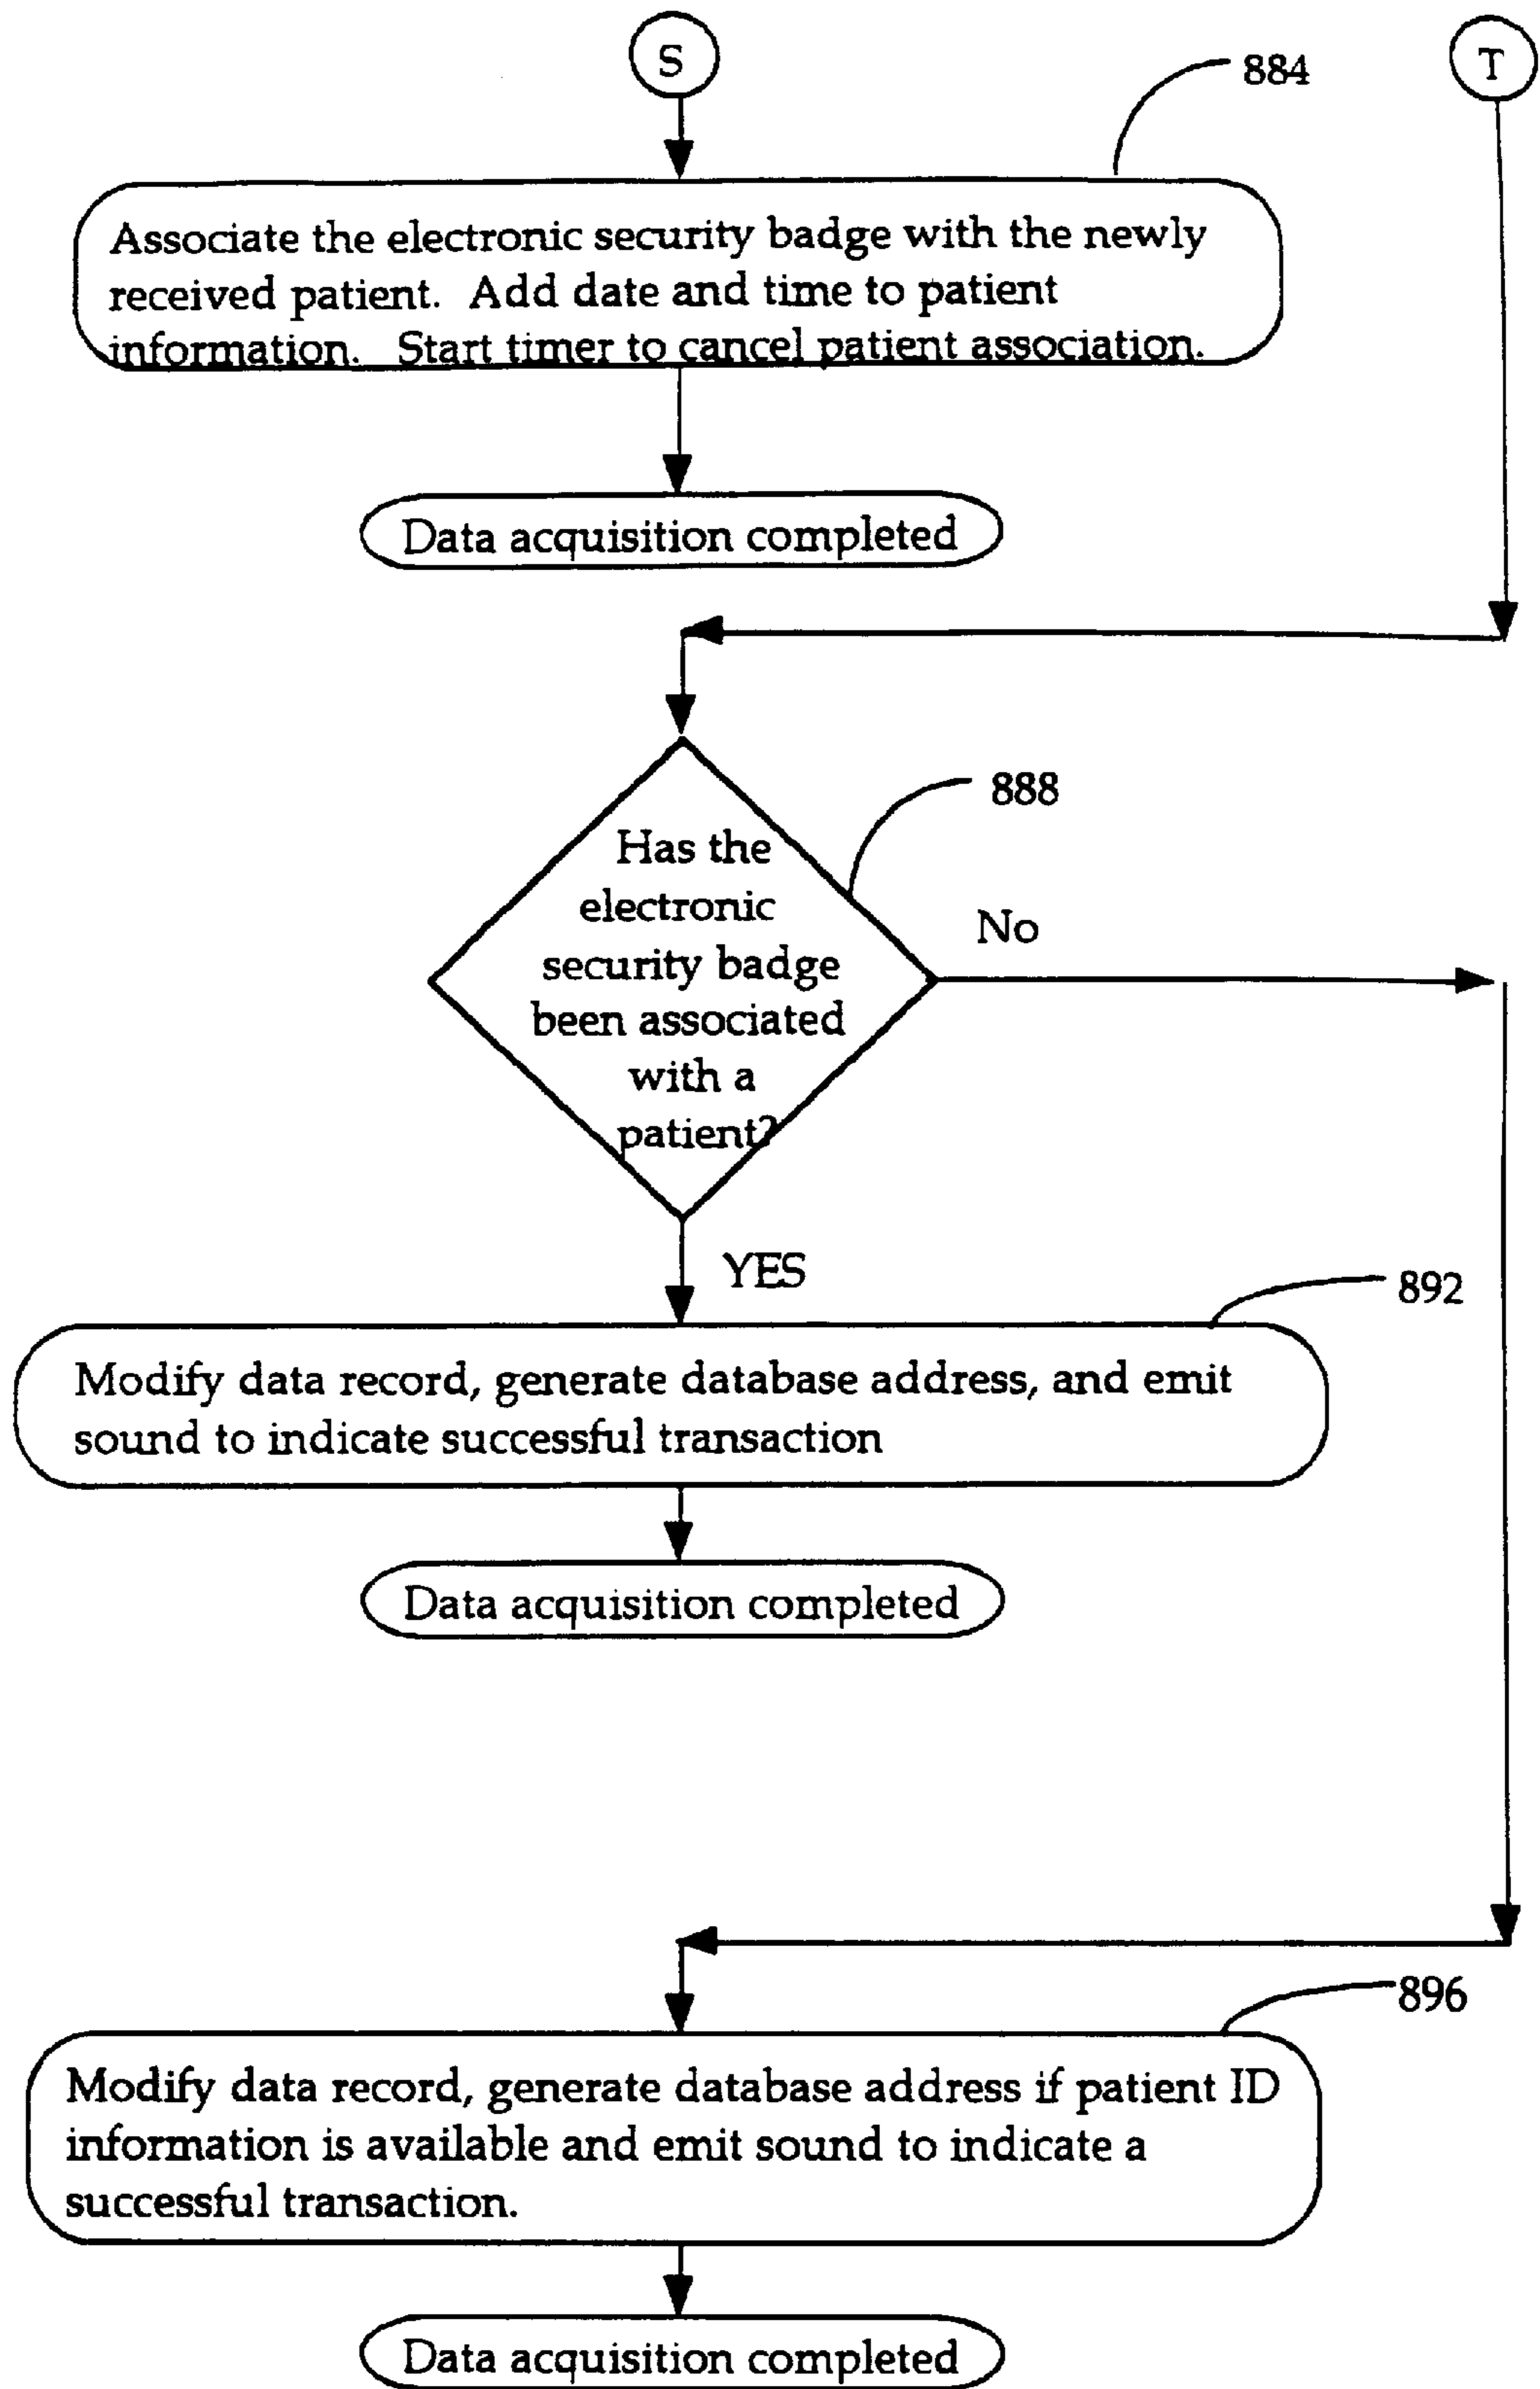 S
T
884
Associate the electronic security badge with the newly
received patient. Add date and time to patient
information. Start timer to cancel patient association.
Data acquisition completed
888
Has the
electronic
security badge
been associated
with a
patient?
No
YES
892
Modify data record, generate database address, and emit
sound to indicate successful transaction
Data acquisition completed
896
Modify data record, generate database address if patient ID
information is available and emit sound to indicate a
successful transaction.
Data acquisition completed